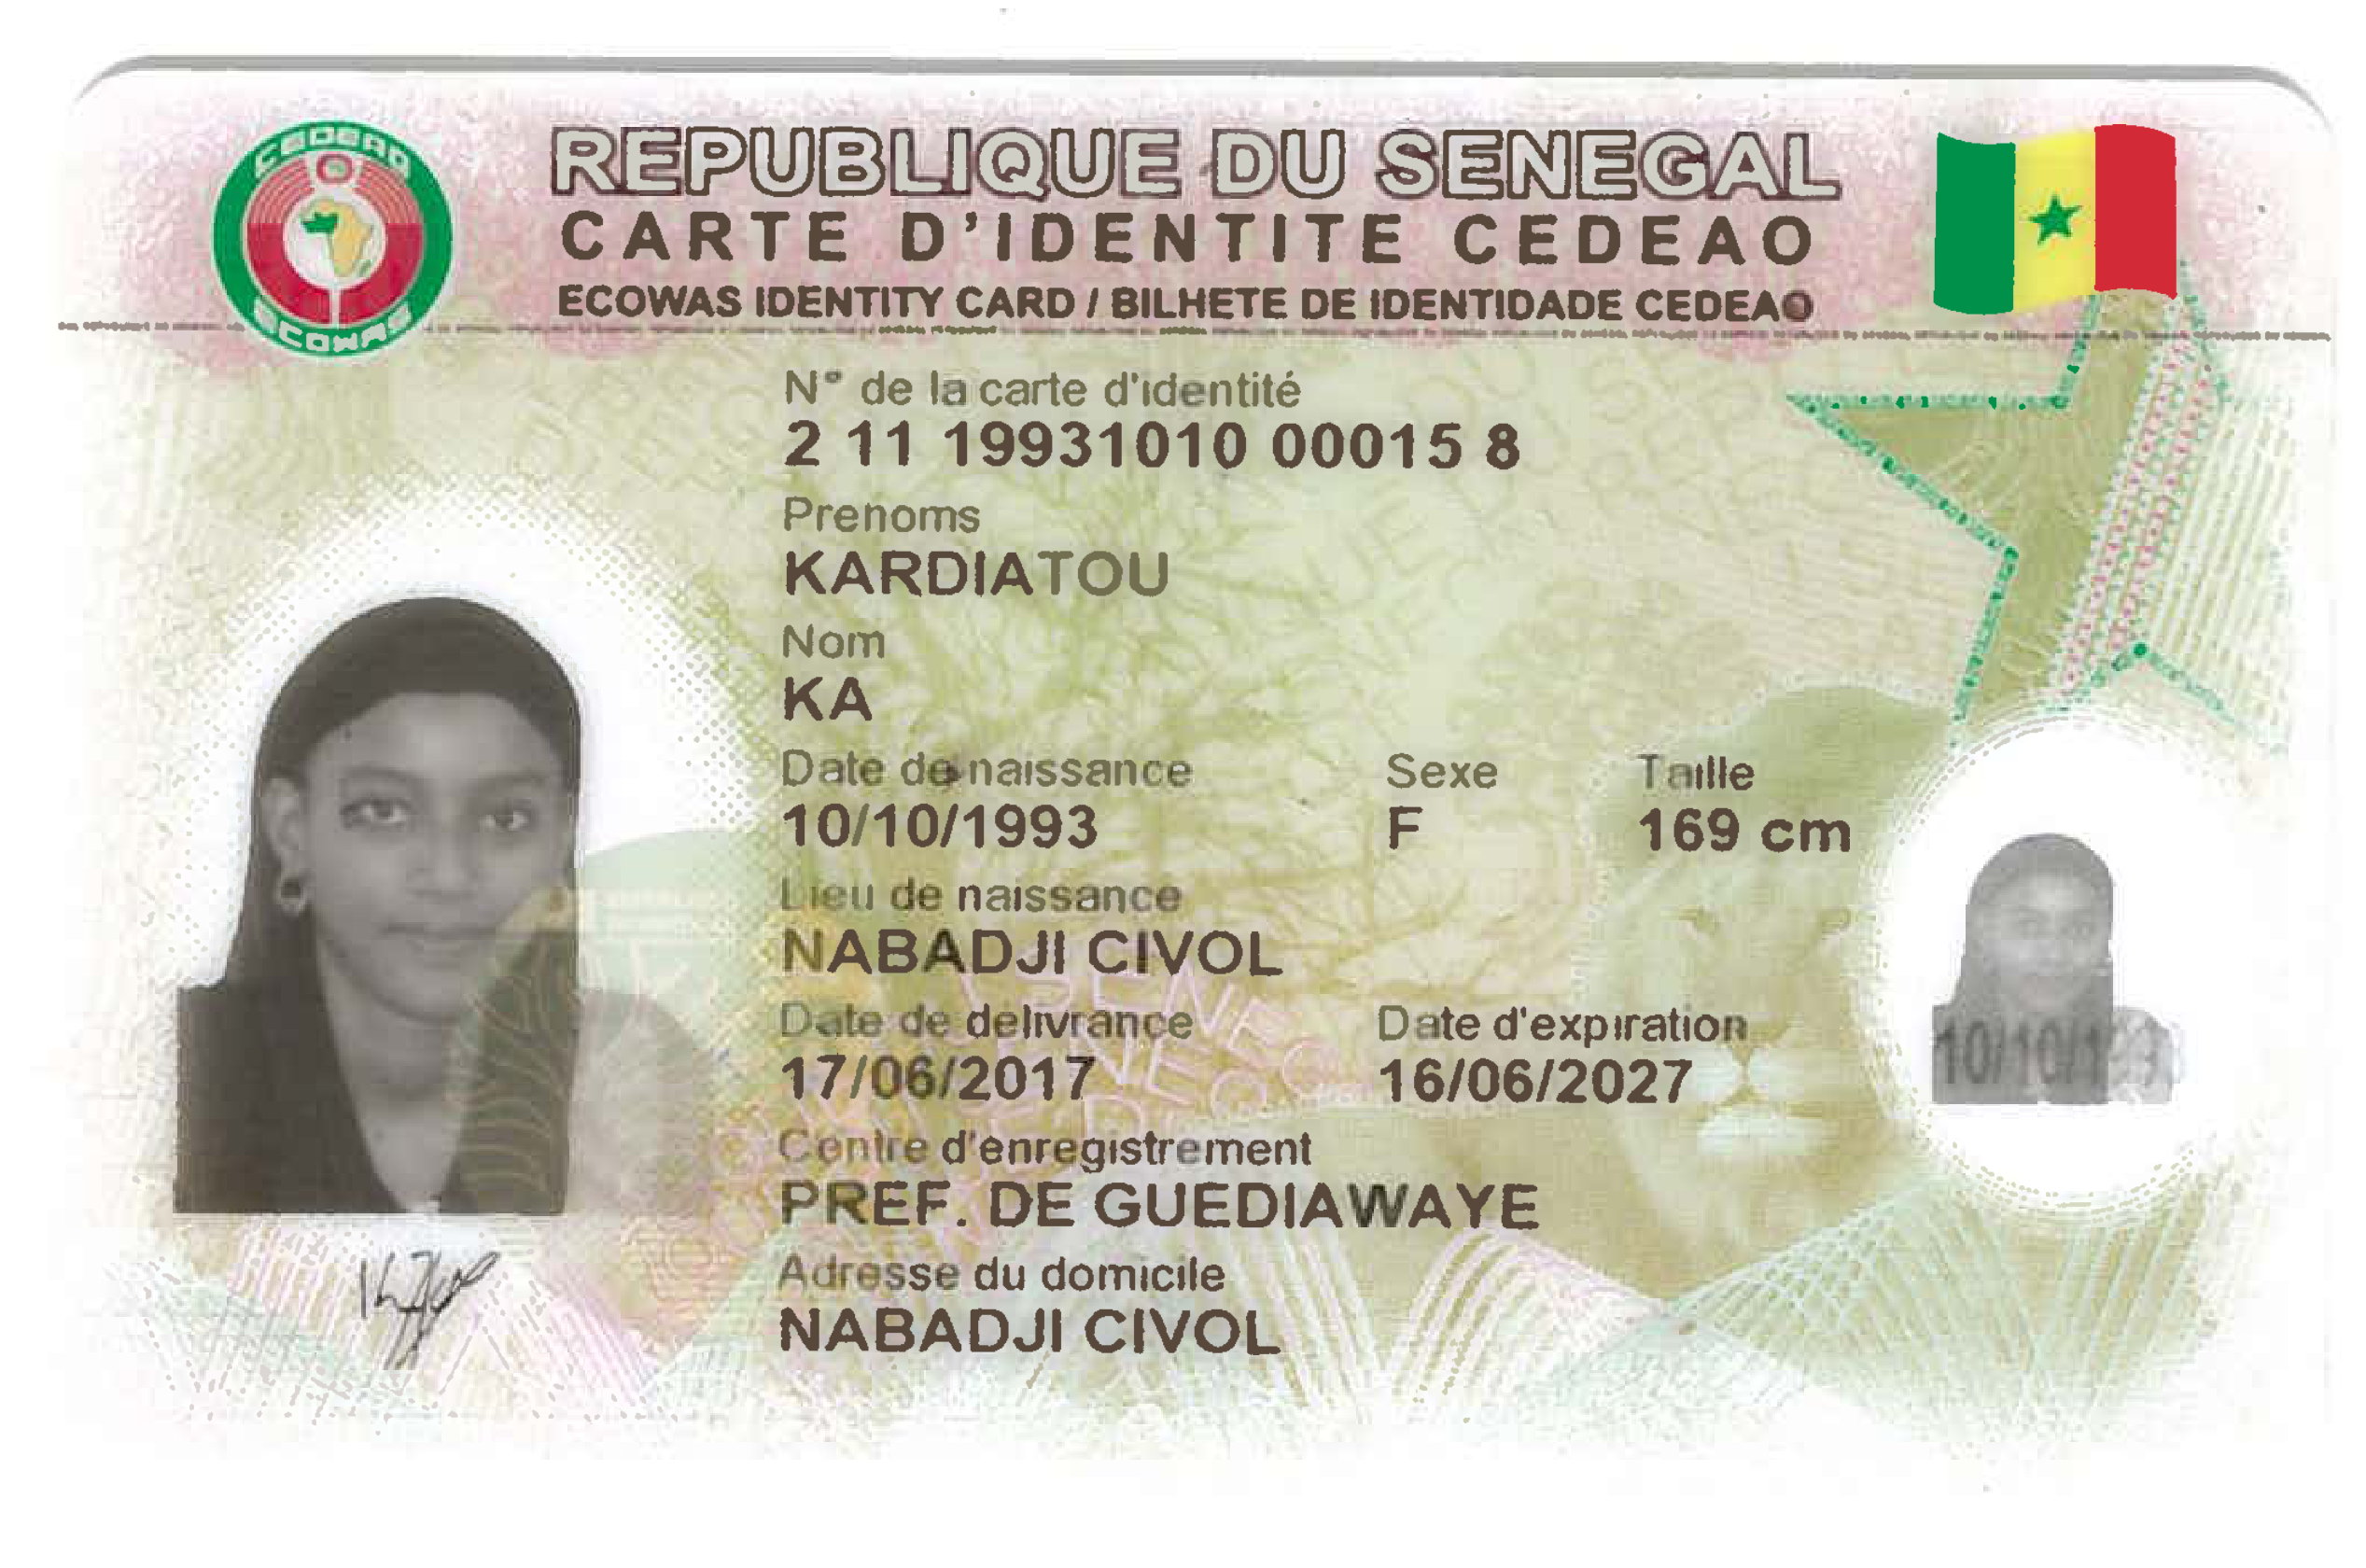 CEDEAO
ECOWAS
REPUBLIQUE DU SENEGAL
CARTE D'IDENTITE CEDEAO
ECOWAS IDENTITY CARD / BILHETE DE IDENTIDADE CEDEAO
N° de la carte d'identité
2 11 19931010 00015 8
Prenoms
KARDIATOU
Nom
KA
Date de naissance Sexe Taille
10/10/1993 F 169 cm
Lieu de naissance
NABADJI CIVOL
Date de delivrance Date d'expiration
17/06/2017 16/06/2027
10/10/1993
Centre d'enregistrement
PREF. DE GUEDIAWAYE
Adresse du domicile
NABADJI CIVOL